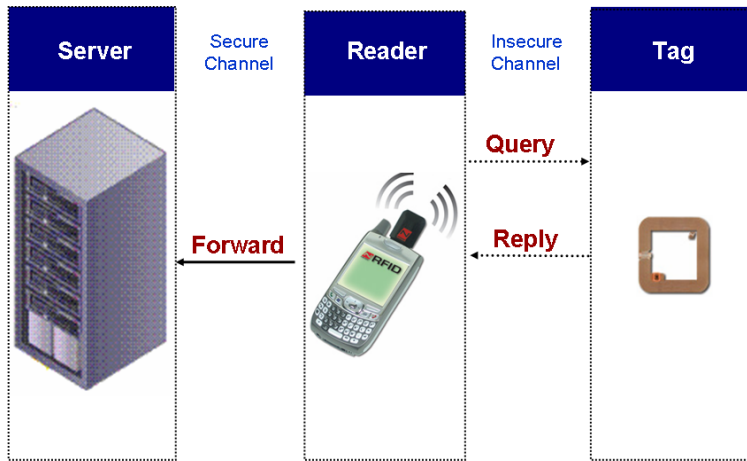 Server
Secure
Channel
Reader
Insecure
Channel
Tag
Query
Forward
Reply
RFID